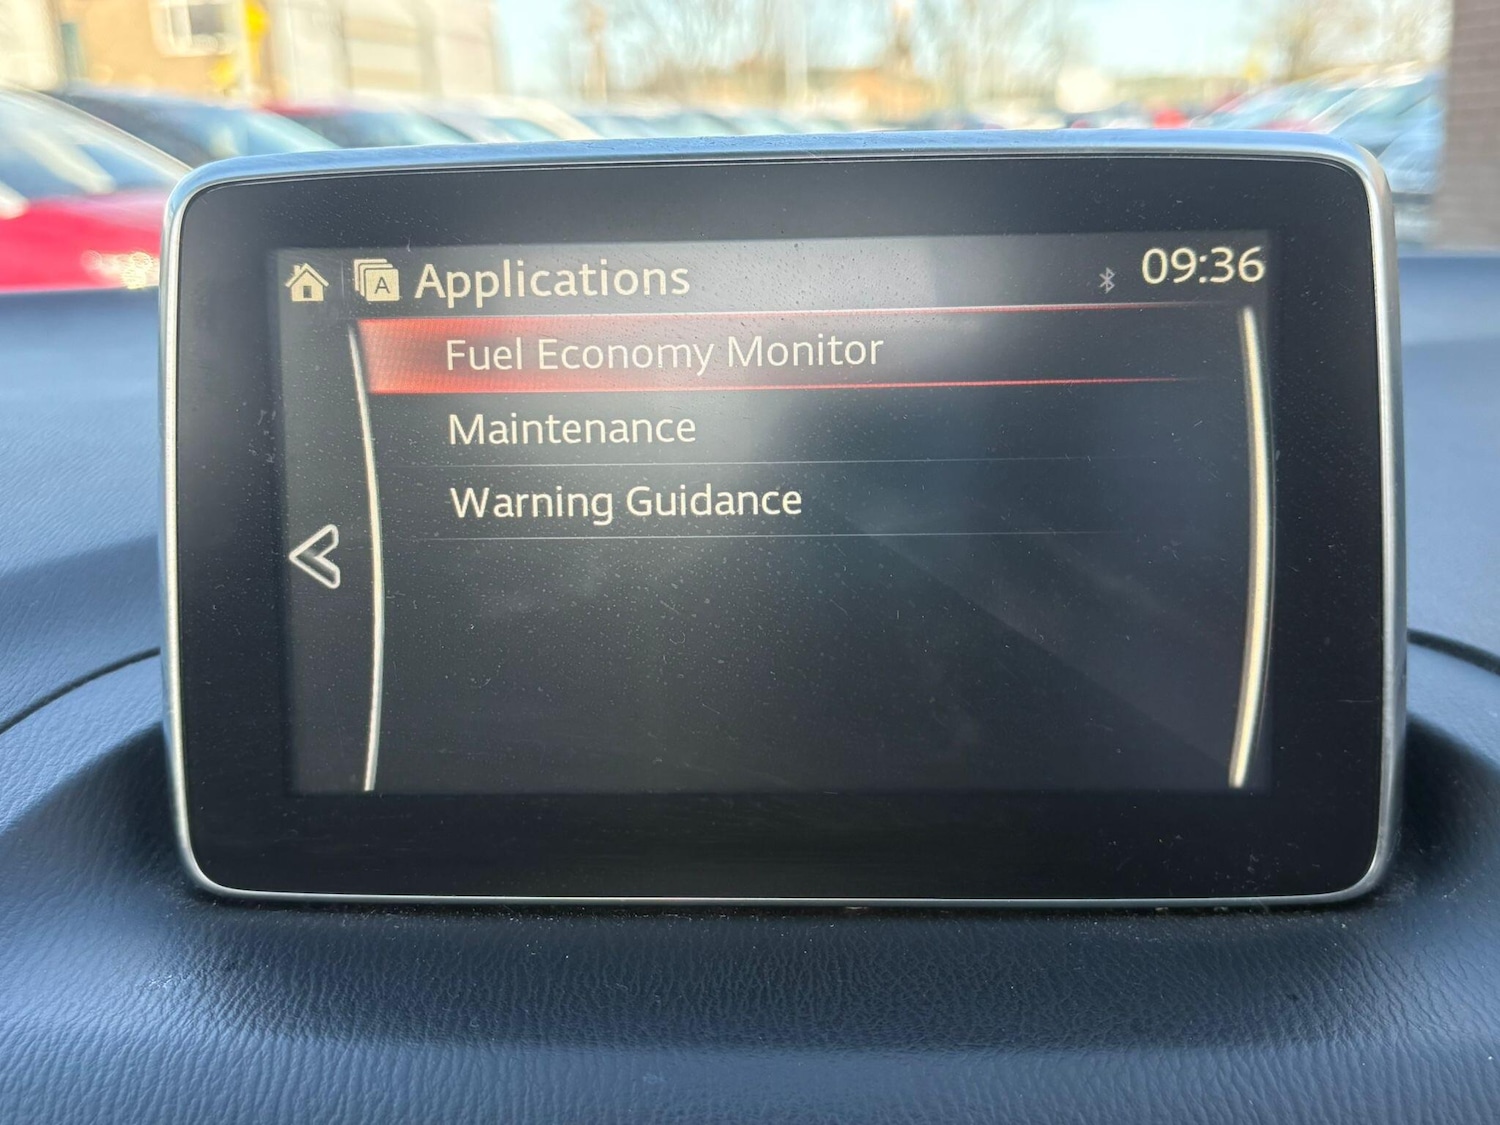 Applications
09:36
Fuel Economy Monitor
Maintenance
Warning Guidance